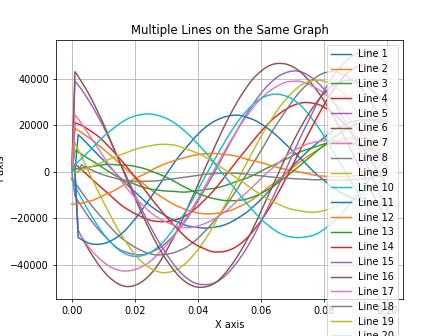 Multiple Lines on the Same Graph
40000
20000
0
−20000
−40000
axis
0.00
0.02
0.04
0.06
X axis
Line 1
Line 2
Line 3
Line 4
Line 5
Line 6
Line 7
Line 8
Line 9
Line 10
Line 11
Line 12
Line 13
Line 14
Line 15
Line 16
Line 17
Line 18
Line 19
Line 20